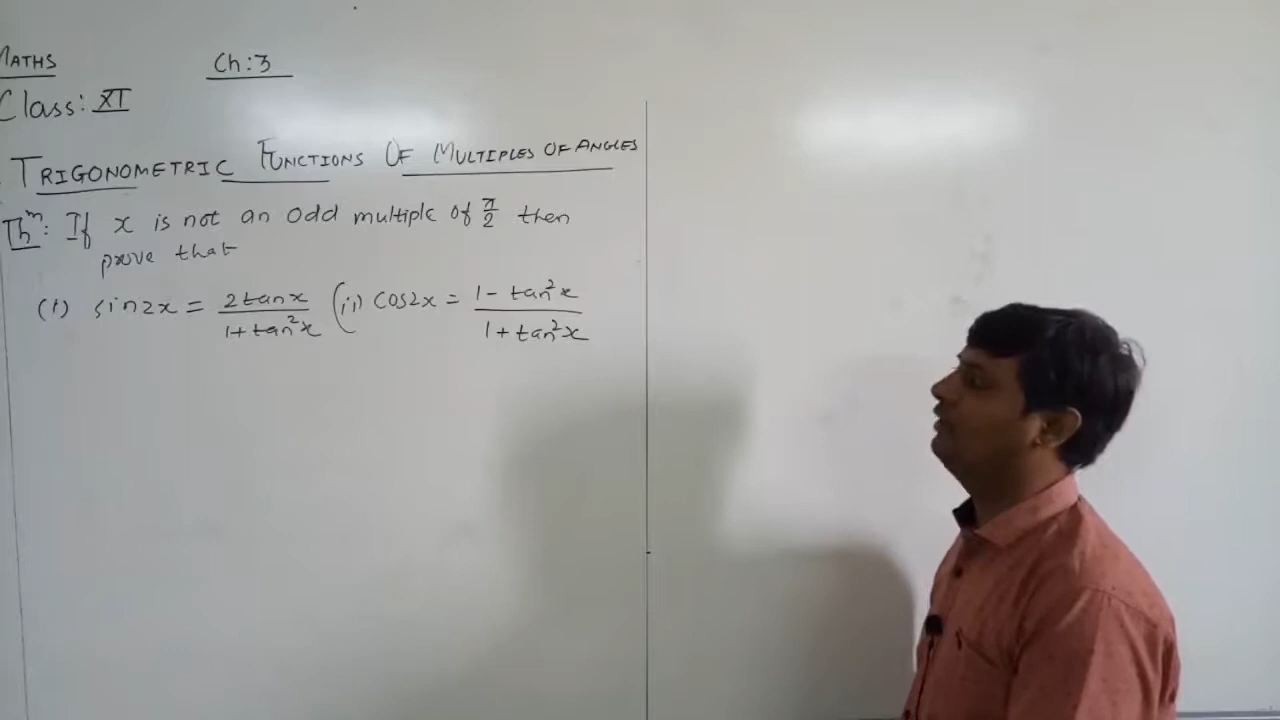 MATHS Ch:3
Class: XI
TRIGONOMETRIC FUNCTIONS OF MULTIPLES OF ANGLES
Thᵐ: If x is not an odd multiple of π/2 then
prove that
(i) sin2x = 2tanx/1+tan²x (ii) cos2x = 1-tan²x/1+tan²x